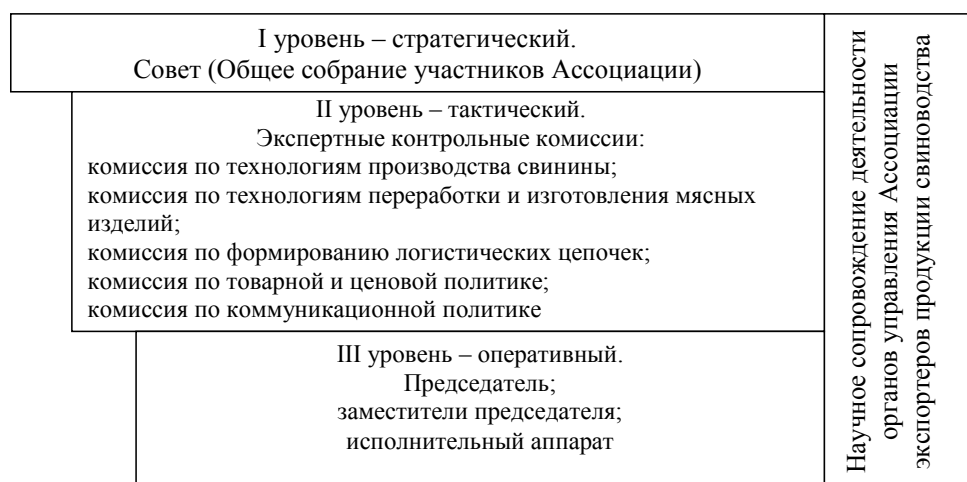 I уровень – стратегический.
Совет (Общее собрание участников Ассоциации)
II уровень – тактический.
Экспертные контрольные комиссии:
комиссия по технологиям производства свинины;
комиссия по технологиям переработки и изготовления мясных
изделий;
комиссия по формированию логистических цепочек;
комиссия по товарной и ценовой политике;
комиссия по коммуникационной политике
III уровень – оперативный.
Председатель;
заместители председателя;
исполнительный аппарат
Научное сопровождение деятельности
органов управления Ассоциации
экспортеров продукции свиноводства